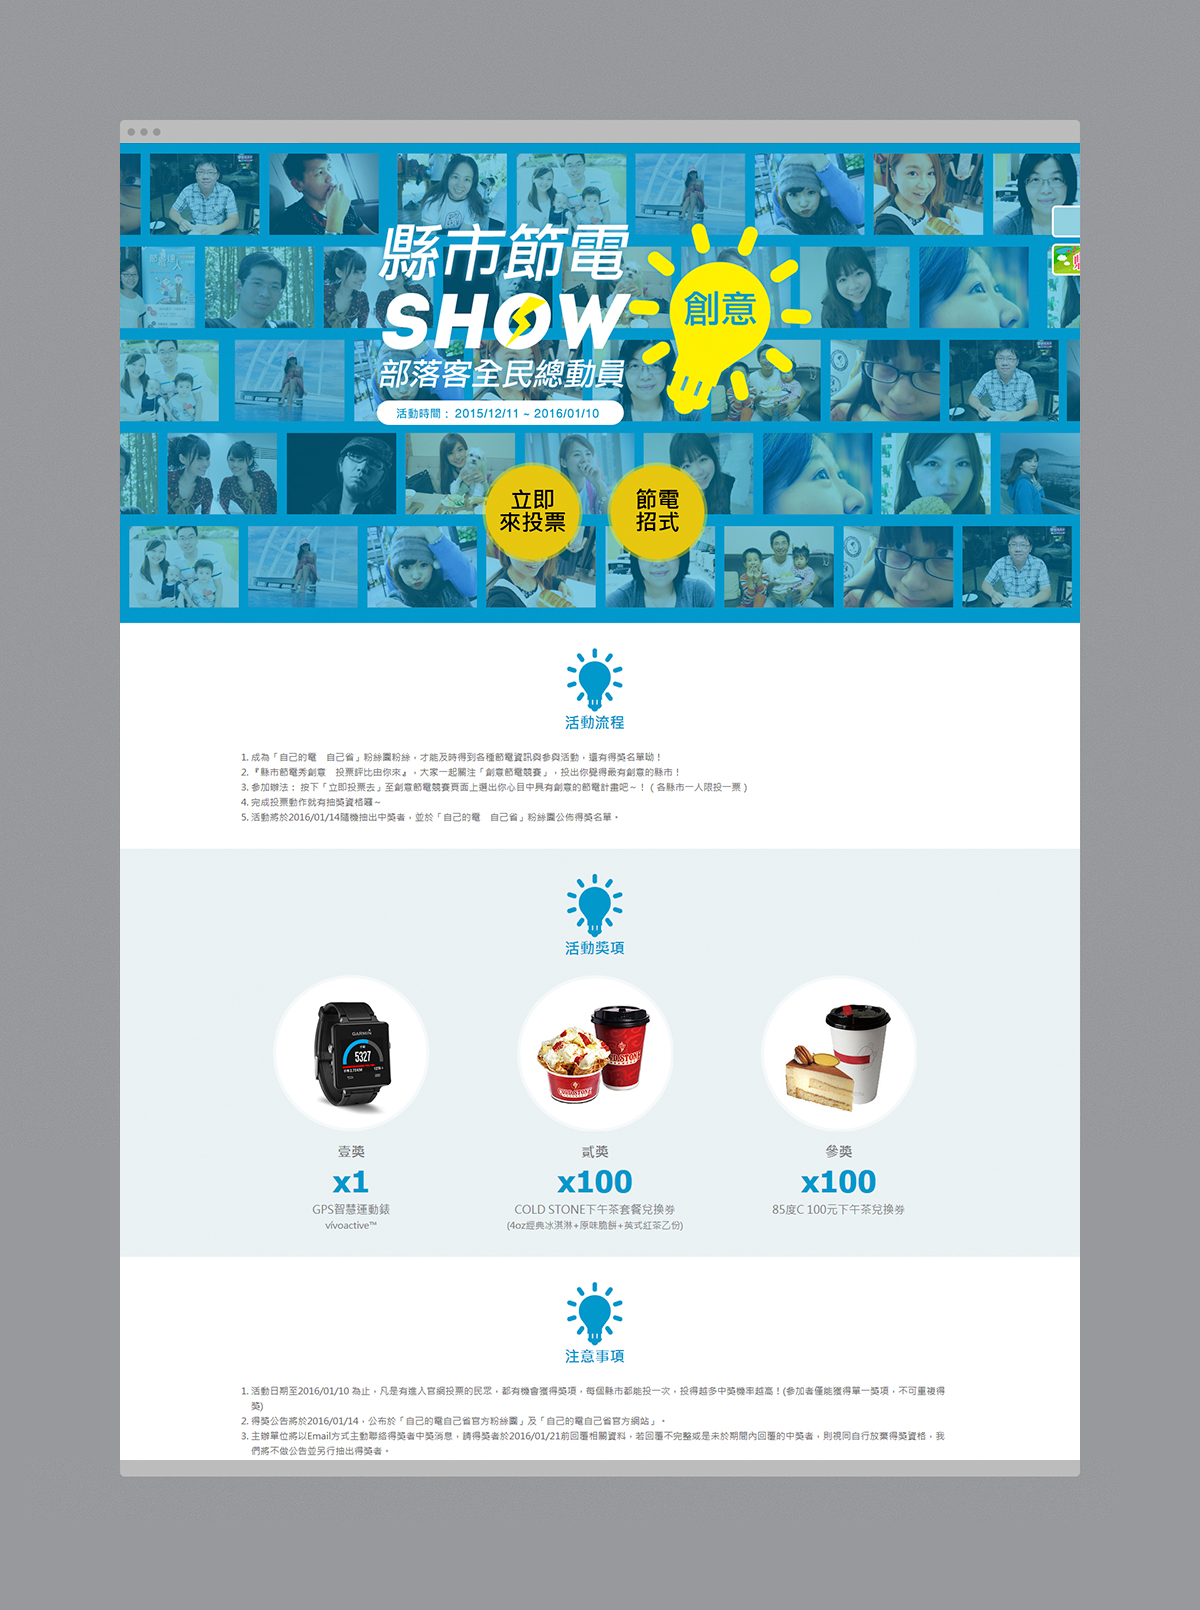 縣市節電
SHOW
創意
部落客全民總動員
活動時間：2015/12/11 ~ 2016/01/10
立即
來投票
節電
招式
活動流程
1. 成為「自己的電　自己省」粉絲團粉絲，才能及時得到各種節電資訊與參與活動，還有得獎名單呦！
2. 『縣市節電秀創意　投票評比由你來』，大家一起關注「創意節電競賽」，投出你覺得最有創意的縣市！
3. 參加辦法： 按下「立即投票去」至創意節電競賽頁面上選出你心目中具有創意的節電計畫吧～！（各縣市一人限投一票）
4. 完成投票動作就有抽獎資格囉～
5. 活動將於2016/01/14隨機抽出中獎者，並於「自己的電　自己省」粉絲團公佈得獎名單。
活動獎項
GARMIN
5327
COLD STONE
COLD STONE
壹獎
x1
GPS智慧運動錶
vívoactive™
貳獎
x100
COLD STONE下午茶套餐兌換券
(4oz經典冰淇淋+原味脆餅+英式紅茶乙份)
參獎
x100
85度C 100元下午茶兌換券
注意事項
1. 活動日期至2016/01/10 為止，凡是有進入官網投票的民眾，都有機會獲得獎項，每個縣市都能投一次，投得越多中獎機率越高！(參加者僅能獲得單一獎項，不可重複得
獎)
2. 得獎公告將於2016/01/14，公布於「自己的電自己省官方粉絲團」及「自己的電自己省官方網站」。
3. 主辦單位將以Email方式主動聯絡得獎者中獎消息，請得獎者於2016/01/21前回覆相關資料，若回覆不完整或是未於期間內回覆的中獎者，則視同自行放棄得獎資格，我
們將不做公告並另行抽出得獎者。